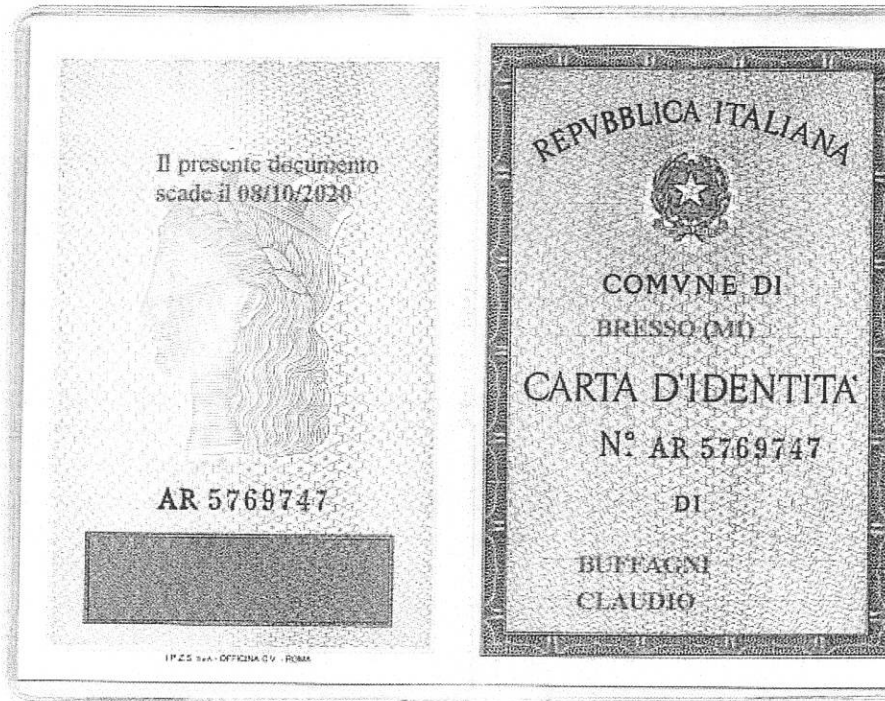 Il presente documento
scade il 08/10/2020
AR 5769747
I.P.Z.S. S.p.A. - OFFICINA C.V. - ROMA
REPVBBLICA ITALIANA
COMVNE DI
BRESSO (MI)
CARTA D'IDENTITA'
N° AR 5769747
DI
BUFFAGNI
CLAUDIO